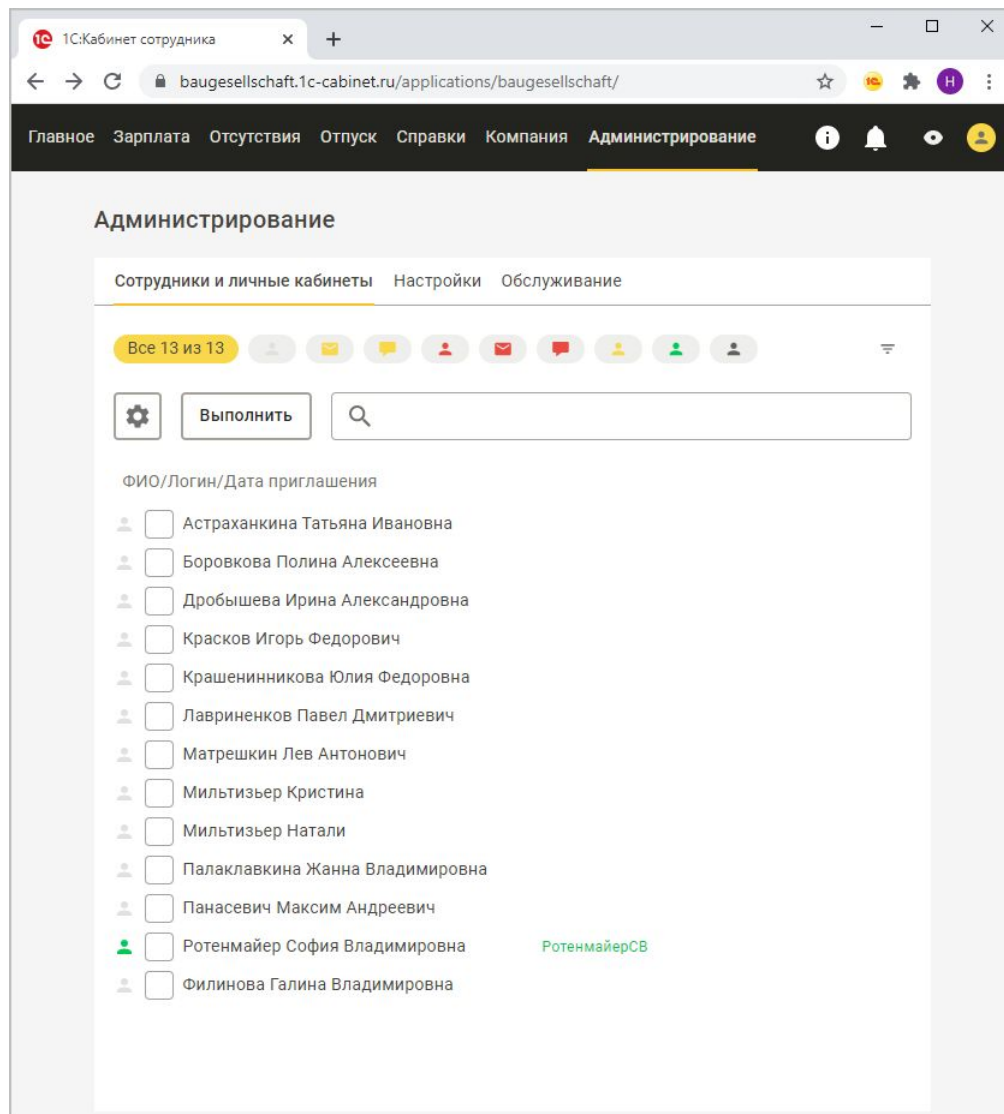 1С:Кабинет сотрудника
baugesellschaft.1c-cabinet.ru/applications/baugesellschaft/
1С
Н
Главное Зарплата Отсутствия Отпуск Справки Компания Администрирование
Администрирование
Сотрудники и личные кабинеты Настройки Обслуживание
Все 13 из 13
Выполнить
ФИО/Логин/Дата приглашения
Астраханкина Татьяна Ивановна
Боровкова Полина Алексеевна
Дробышева Ирина Александровна
Красков Игорь Федорович
Крашенинникова Юлия Федоровна
Лавриненков Павел Дмитриевич
Матрешкин Лев Антонович
Мильтизьер Кристина
Мильтизьер Натали
Палаклавкина Жанна Владимировна
Панасевич Максим Андреевич
Ротенмайер София Владимировна РотенмайерСВ
Филинова Галина Владимировна